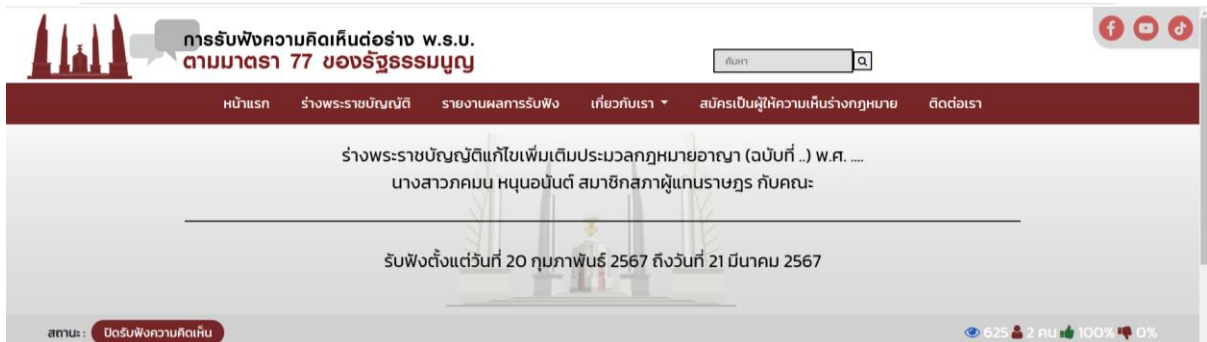 การรับฟังความคิดเห็นต่อร่าง พ.ร.บ.
ตามมาตรา 77 ของรัฐธรรมนูญ
ค้นหา
หน้าแรก ร่างพระราชบัญญัติ รายงานผลการรับฟัง เกี่ยวกับเรา สมัครเป็นผู้ให้ความเห็นร่างกฎหมาย ติดต่อเรา
ร่างพระราชบัญญัติแก้ไขเพิ่มเติมประมวลกฎหมายอาญา (ฉบับที่ ..) พ.ศ. ....
นางสาวภคมน หนุนอนันต์ สมาชิกสภาผู้แทนราษฎร กับคณะ
รับฟังตั้งแต่วันที่ 20 กุมภาพันธ์ 2567 ถึงวันที่ 21 มีนาคม 2567
สถานะ : ปิดรับฟังความคิดเห็น 625 2 คน 100% 0%